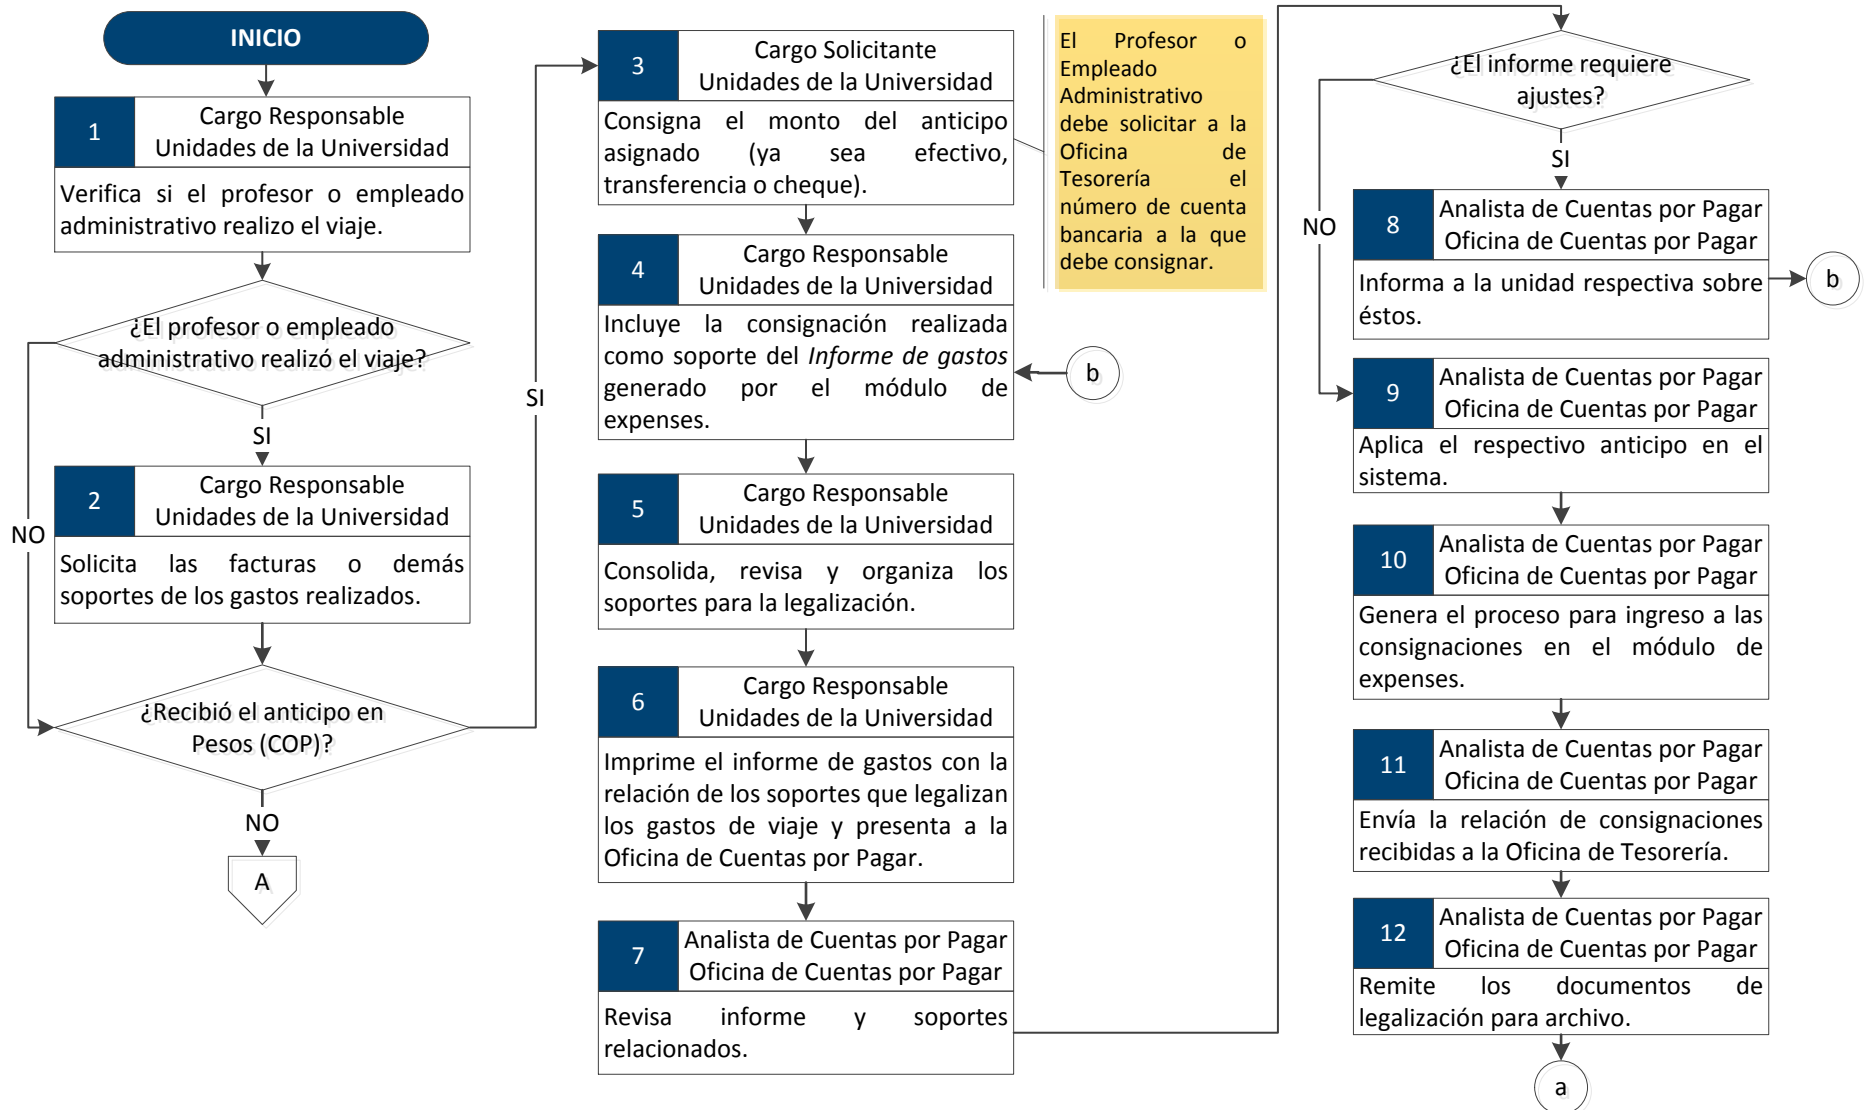 INICIO
1
Cargo Responsable
Unidades de la Universidad
Verifica si el profesor o empleado
administrativo realizo el viaje.
¿El profesor o empleado
administrativo realizó el viaje?
SI
NO
2
Cargo Responsable
Unidades de la Universidad
Solicita las facturas o demás
soportes de los gastos realizados.
¿Recibió el anticipo en
Pesos (COP)?
NO
A
SI
3
Cargo Solicitante
Unidades de la Universidad
Consigna el monto del anticipo
asignado (ya sea efectivo,
transferencia o cheque).
El Profesor o
Empleado
Administrativo
debe solicitar a la
Oficina de
Tesorería el
número de cuenta
bancaria a la que
debe consignar.
4
Cargo Responsable
Unidades de la Universidad
Incluye la consignación realizada
como soporte del Informe de gastos
generado por el módulo de
expenses.
b
5
Cargo Responsable
Unidades de la Universidad
Consolida, revisa y organiza los
soportes para la legalización.
6
Cargo Responsable
Unidades de la Universidad
Imprime el informe de gastos con la
relación de los soportes que legalizan
los gastos de viaje y presenta a la
Oficina de Cuentas por Pagar.
7
Analista de Cuentas por Pagar
Oficina de Cuentas por Pagar
Revisa informe y soportes
relacionados.
¿El informe requiere
ajustes?
SI
NO
8
Analista de Cuentas por Pagar
Oficina de Cuentas por Pagar
Informa a la unidad respectiva sobre
éstos.
b
9
Analista de Cuentas por Pagar
Oficina de Cuentas por Pagar
Aplica el respectivo anticipo en el
sistema.
10
Analista de Cuentas por Pagar
Oficina de Cuentas por Pagar
Genera el proceso para ingreso a las
consignaciones en el módulo de
expenses.
11
Analista de Cuentas por Pagar
Oficina de Cuentas por Pagar
Envía la relación de consignaciones
recibidas a la Oficina de Tesorería.
12
Analista de Cuentas por Pagar
Oficina de Cuentas por Pagar
Remite los documentos de
legalización para archivo.
a